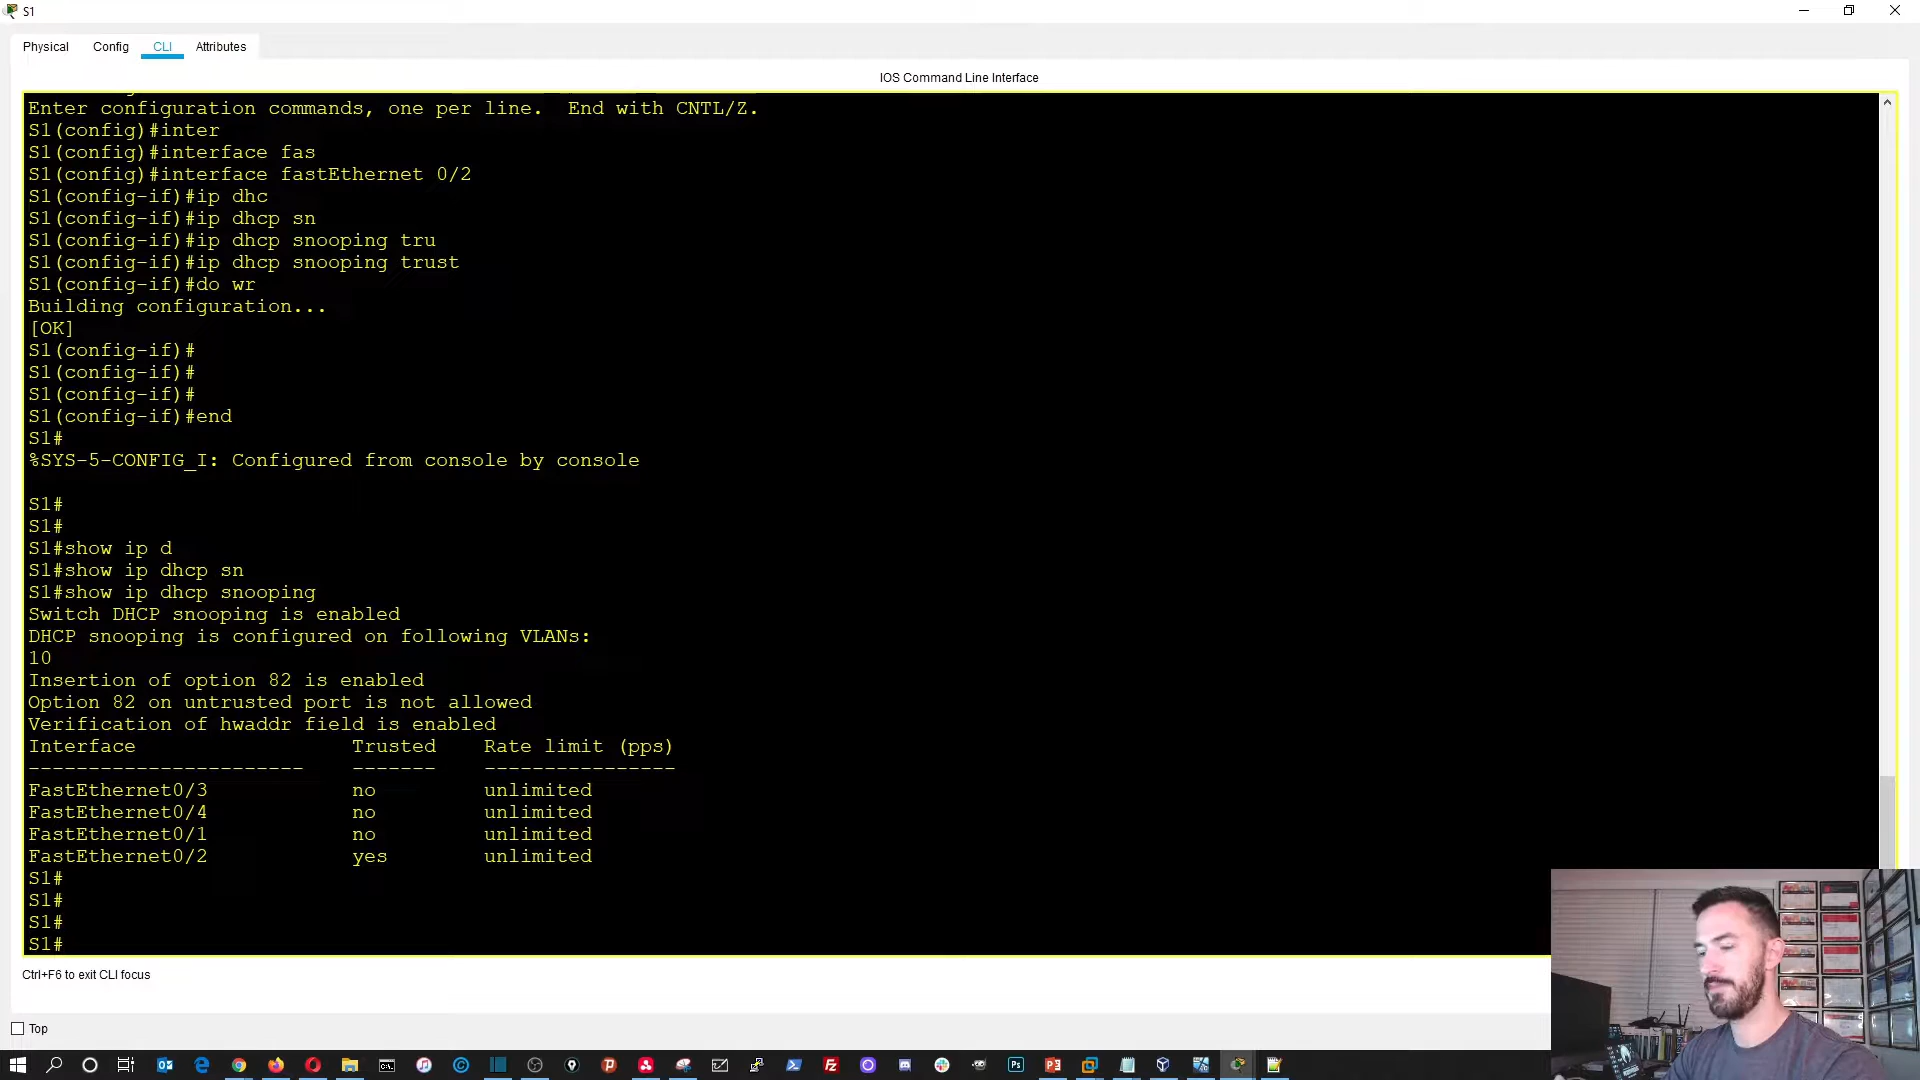 S1
Physical Config CLI Attributes
IOS Command Line Interface
Enter configuration commands, one per line.  End with CNTL/Z.
S1(config)#inter
S1(config)#interface fas
S1(config)#interface fastEthernet 0/2
S1(config-if)#ip dhc
S1(config-if)#ip dhcp sn
S1(config-if)#ip dhcp snooping tru
S1(config-if)#ip dhcp snooping trust
S1(config-if)#do wr
Building configuration...
[OK]
S1(config-if)#
S1(config-if)#
S1(config-if)#
S1(config-if)#end
S1#
%SYS-5-CONFIG_I: Configured from console by console
S1#
S1#
S1#show ip d
S1#show ip dhcp sn
S1#show ip dhcp snooping
Switch DHCP snooping is enabled
DHCP snooping is configured on following VLANs:
10
Insertion of option 82 is enabled
Option 82 on untrusted port is not allowed
Verification of hwaddr field is enabled
Interface                  Trusted    Rate limit (pps)
-----------------------    -------    ----------------
FastEthernet0/3            no         unlimited
FastEthernet0/4            no         unlimited
FastEthernet0/1            no         unlimited
FastEthernet0/2            yes        unlimited
S1#
S1#
S1#
S1#
Ctrl+F6 to exit CLI focus
Top